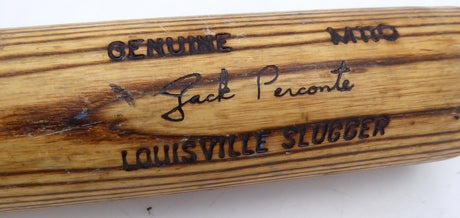 GENUINE M110
Jack Perconte
LOUISVILLE SLUGGER